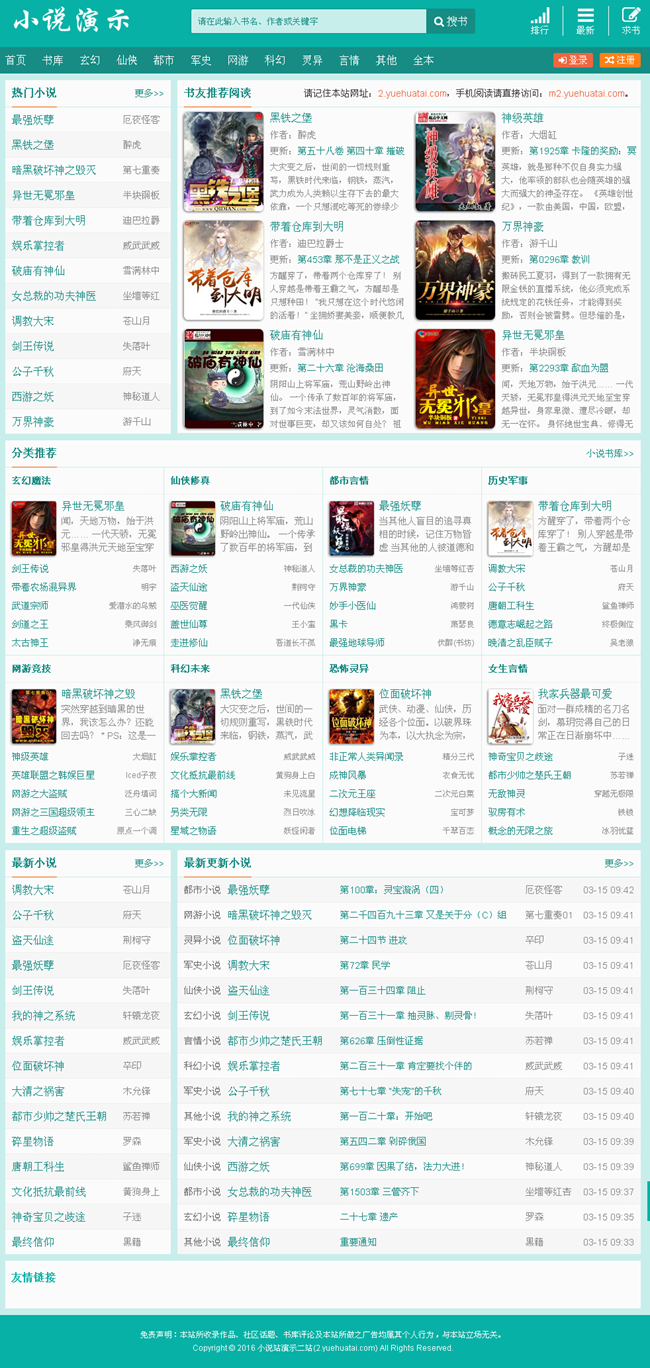 小说演示
请在此输入书名、作者或关键字
搜书
排行 最新 求书
首页 书库 玄幻 仙侠 都市 军史 网游 科幻 灵异 言情 其他 全本
登录 注册
热门小说 更多>>
最强妖孽 厄夜怪客
黑铁之堡 醉虎
暗黑破坏神之毁灭 第七重奏
异世无冕邪皇 半块铜板
带着仓库到大明 迪巴拉爵
娱乐掌控者 威武武威
破庙有神仙 雪满林中
女总裁的功夫神医 坐墙等红
调教大宋 苍山月
剑王传说 失落叶
公子千秋 府天
西游之妖 神秘道人
万界神豪 游千山
书友推荐阅读 请记住本站网址：2.yuehuatai.com，手机阅读请直接访问：m2.yuehuatai.com。
黑铁之堡
作者：醉虎
更新：第五十八卷 第四十章 摧破
大灾变之后，世间的一切规则重
写，黑铁时代来临，钢铁，蒸汽，
武力成为人类赖以生存下去的最大
依靠，一个只想混吃等死的惨绿少
神级英雄
作者：大烟缸
更新：第1925章 卡隆的奖励：冥
英雄，就是那种不仅自身实力强
大，他率领的部队也会随英雄的强
大而强大的神圣存在。 《英雄创世
纪》，一款由美国，中国，欧盟，
带着仓库到大明
作者：迪巴拉爵士
更新：第453章 那不是正义之战
方醒穿了，带着两个仓库穿了！ 别
人穿越是带着王霸之气，方醒却是
只想种田！ “我只想在这个时代悠闲
的活着！” 坐拥娇妻美妾，顺便教几
万界神豪
作者：游千山
更新：第0296章 教训
搬砖民工夏羽，得到了一款拥有无
限金钱的直播系统，他必须完成系
统规定的花钱任务，才能得到奖
励，否则会被雷劈。但悲催的是，
破庙有神仙
作者：雪满林中
更新：第二十六章 沧海桑田
阴阳山上将军庙，荒山野岭出神
仙。 一个传承了数百年的将军庙，
到了如今末法世界，灵气消散，面
对世事巨变，却又该如何自处？ 祖
异世无冕邪皇
作者：半块铜板
更新：第2293章 歃血为盟
闻，天地万物，始于洪元…… 一代
天骄，无冕邪皇得洪元天地至宝穿
越异世，身家卑微、遭尽冷眼，却
无一在怀。 身怀绝世宝典、修得无
分类推荐 小说书库>>
玄幻魔法 仙侠修真 都市言情 历史军事
异世无冕邪皇
闻，天地万物，始于洪
元…… 一代天骄，无冕
邪皇得洪元天地至宝穿
破庙有神仙
阴阳山上将军庙，荒山
野岭出神仙。 一个传承
了数百年的将军庙，到
最强妖孽
当其他人盲目的追寻真
相的时候，记住万物皆
虚.当其他的人被道德和
带着仓库到大明
方醒穿了，带着两个仓
库穿了！ 别人穿越是带
着王霸之气，方醒却是
剑王传说 失落叶 西游之妖 神秘道人 女总裁的功夫神医 坐墙等红杏 调教大宋 苍山月
带着农场混异界 明宇 盗天仙途 荆柯守 万界神豪 游千山 公子千秋 府天
武道宗师 爱潜水的乌贼 巫医觉醒 一代仙侠 妙手小医仙 鸿蒙树 唐朝工科生 鲨鱼禅师
剑道之王 乘风御剑 盖世仙尊 王小蛮 黑卡 萧瑟良 德意志崛起之路 终极侧位
太古神王 净无痕 走进修仙 吾道长不孤 最强地球导师 伏醉(书坊) 晚清之乱臣贼子 吴老狼
网游竞技 科幻未来 恐怖灵异 女生言情
暗黑破坏神之毁
突然穿越到暗黑的世
界，我该怎么办？还能
回去吗？ * PS：这是一
黑铁之堡
大灾变之后，世间的一
切规则重写，黑铁时代
来临，钢铁，蒸汽，武
位面破坏神
武侠、动漫、仙侠，历
经各个位面。以破界珠
为本，以大执念为宗，
我家兵器最可爱
面对一群成精的名刀名
剑，幕玥觉得自己的日
常正在日渐崩坏中……
神级英雄 大烟缸 娱乐掌控者 威武武威 非正常人类异闻录 精分三代 神奇宝贝之歧途 子迷
英雄联盟之韩娱巨星 Iced子夜 文化抵抗最前线 黄狗身上白 成神风暴 衣食无忧 都市少帅之楚氏王朝 苏若禅
网游之大盗贼 泛舟填词 搞个大新闻 未见流星 二次元王座 二次元白菜 无敌神灵 穿越无极限
网游之三国超级领主 三心二缺 另类无限 烈日吹冰 幻想降临现实 宝可梦 驭房有术 铁锁
重生之超级盗贼 原点一个调 星域之物语 妖怪闲者 位面电梯 千草百恋 概念的无限之旅 冰羽优蓝
最新小说 更多>>
调教大宋 苍山月
公子千秋 府天
盗天仙途 荆柯守
最强妖孽 厄夜怪客
剑王传说 失落叶
我的神之系统 轩辕龙夜
娱乐掌控者 威武武威
位面破坏神 卒印
大清之祸害 木允锋
都市少帅之楚氏王朝 苏若禅
碎星物语 罗森
唐朝工科生 鲨鱼禅师
文化抵抗最前线 黄狗身上
神奇宝贝之歧途 子迷
最终信仰 黑籍
最新更新小说 更多>>
都市小说 最强妖孽 第100章：灵宝漩涡（四） 厄夜怪客 03-15 09:42
网游小说 暗黑破坏神之毁灭 第二千四百九十三章 又是关于分（C）组 第七重奏01 03-15 09:41
灵异小说 位面破坏神 第二十四节 进攻 卒印 03-15 09:41
军史小说 调教大宋 第72章 民学 苍山月 03-15 09:41
仙侠小说 盗天仙途 第一百三十四章 阻止 荆柯守 03-15 09:41
玄幻小说 剑王传说 第一百三十一章 抽灵脉、剔灵骨！ 失落叶 03-15 09:41
言情小说 都市少帅之楚氏王朝 第626章 压倒性证据 苏若禅 03-15 09:41
科幻小说 娱乐掌控者 第二百三十一章 肯定要找个伴的 威武武威 03-15 09:41
军史小说 公子千秋 第七十七章 “失宠”的千秋 府天 03-15 09:40
其他小说 我的神之系统 第一百二十章：开始吧 轩辕龙夜 03-15 09:40
军史小说 大清之祸害 第五四二章 剁碎俄国 木允锋 03-15 09:39
仙侠小说 西游之妖 第699章 因果了结，法力大进！ 神秘道人 03-15 09:39
都市小说 女总裁的功夫神医 第1503章 三管齐下 坐墙等红杏 03-15 09:37
玄幻小说 碎星物语 二十七章 遗产 罗森 03-15 09:35
其他小说 最终信仰 重要通知 黑籍 03-15 09:33
友情链接
免责声明：本站所收录作品、社区话题、书库评论及本站所做之广告均属其个人行为，与本站立场无关。
Copyright © 2016 小说站演示二站(2.yuehuatai.com) All Rights Reserved.